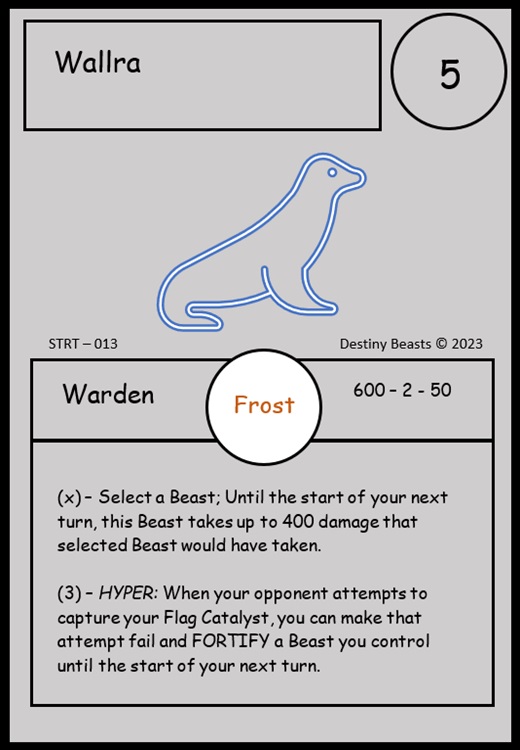 Wallra
5
STRT – 013
Destiny Beasts © 2023
Warden
Frost
600 – 2 - 50
(x) – Select a Beast; Until the start of your next
turn, this Beast takes up to 400 damage that
selected Beast would have taken.
(3) – HYPER: When your opponent attempts to
capture your Flag Catalyst, you can make that
attempt fail and FORTIFY a Beast you control
until the start of your next turn.